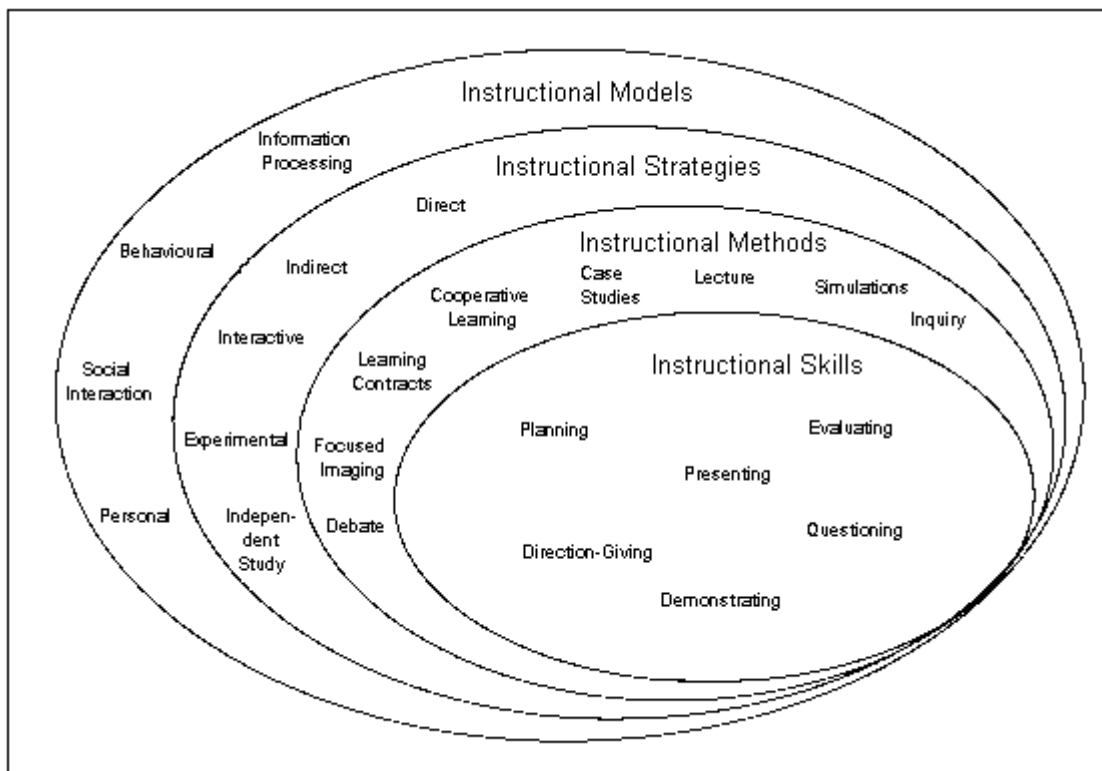 Instructional Models
Information
Processing
Behavioural
Social
Interaction
Personal
Instructional Strategies
Direct
Indirect
Interactive
Experimental
Indepen-
dent
Study
Instructional Methods
Case
Studies
Lecture
Simulations
Inquiry
Cooperative
Learning
Learning
Contracts
Focused
Imaging
Debate
Instructional Skills
Planning
Evaluating
Presenting
Questioning
Direction-Giving
Demonstrating